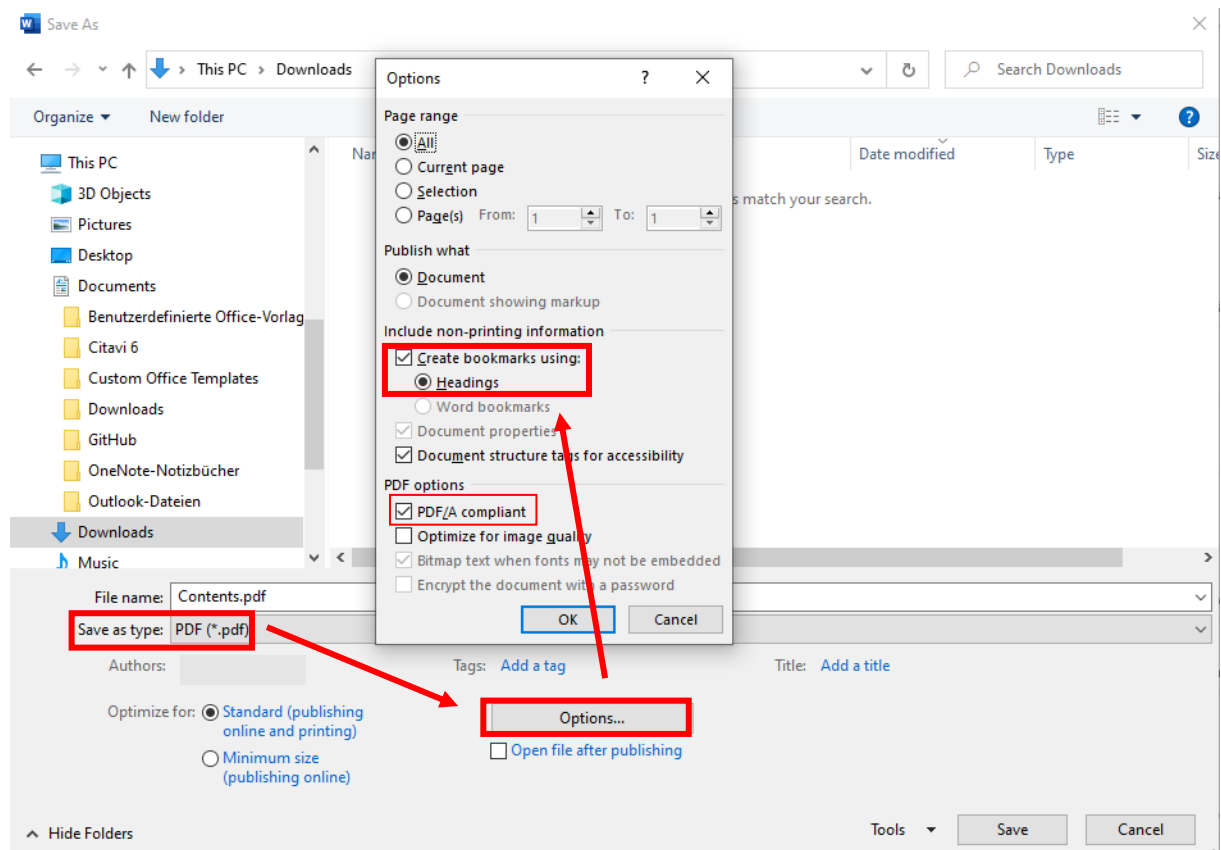 Save As
This PC > Downloads
Search Downloads
Organize
New folder
This PC
3D Objects
Pictures
Desktop
Documents
Benutzerdefinierte Office-Vorlag
Citavi 6
Custom Office Templates
Downloads
GitHub
OneNote-Notizbücher
Outlook-Dateien
Downloads
Music
Date modified
Type
s match your search.
Options
?
Page range
All
Current page
Selection
Page(s) From: 1 To: 1
Publish what
Document
Document showing markup
Include non-printing information
Create bookmarks using:
Headings
Word bookmarks
Document properties
Document structure tags for accessibility
PDF options
PDF/A compliant
Optimize for image quality
Bitmap text when fonts may not be embedded
Encrypt the document with a password
OK
Cancel
File name: Contents.pdf
Save as type: PDF (*.pdf)
Authors:
Tags: Add a tag
Title: Add a title
Optimize for: Standard (publishing
online and printing)
Minimum size
(publishing online)
Options...
Open file after publishing
Hide Folders
Tools
Save
Cancel